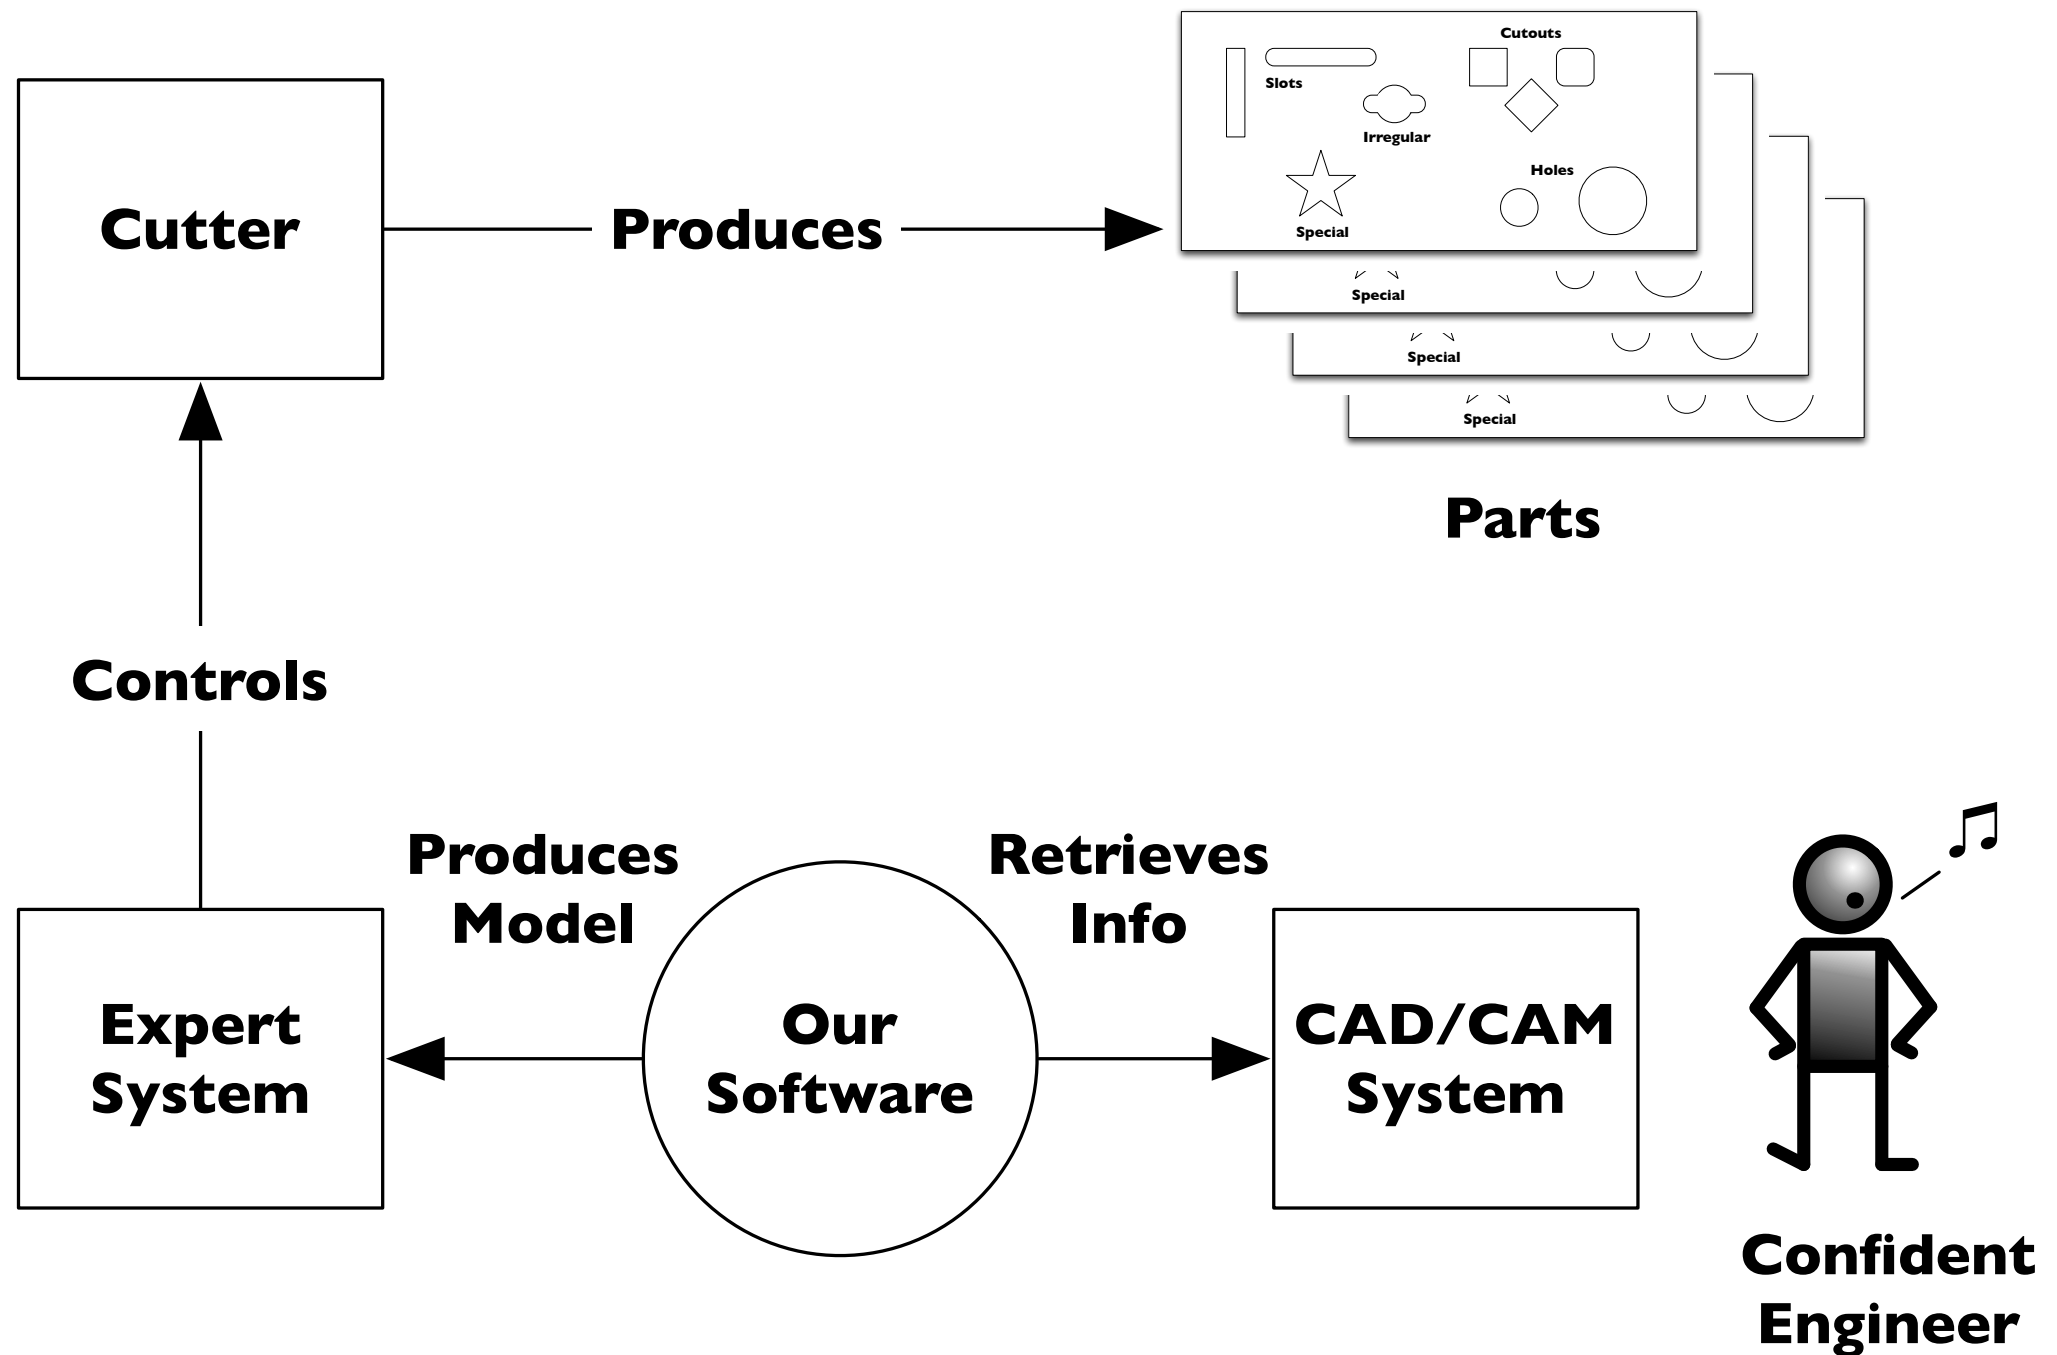 Cutouts
Slots
Irregular
Holes
Special
Cutter
Produces
Special
Special
Special
Parts
Controls
Produces
Model
Retrieves
Info
Expert
System
Our
Software
CAD/CAM
System
Confident
Engineer